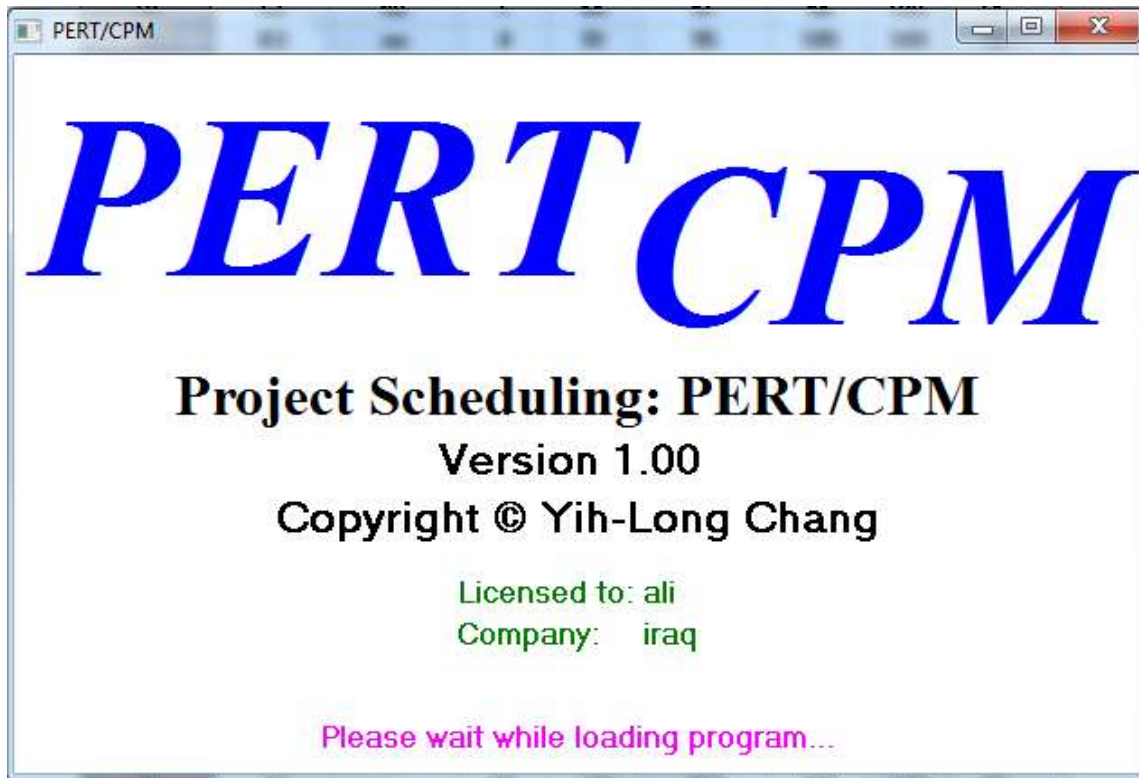 PERT/CPM
PERT CPM
Project Scheduling: PERT/CPM
Version 1.00
Copyright © Yih-Long Chang
Licensed to: ali
Company: iraq
Please wait while loading program...